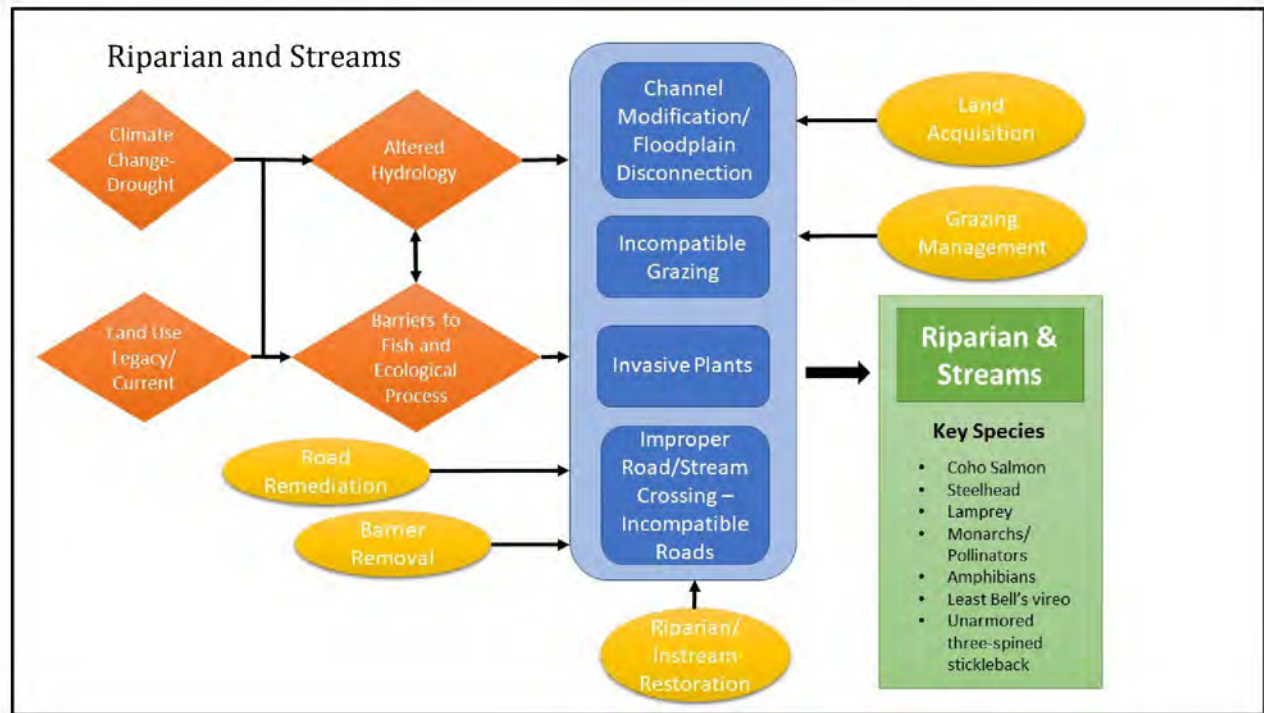 Riparian and Streams
Climate
Change-
Drought
Altered
Hydrology
Land Use
Legacy/
Current
Barriers to
Fish and
Ecological
Process
Road
Remediation
Barrier
Removal
Channel
Modification/
Floodplain
Disconnection
Incompatible
Grazing
Invasive Plants
Improper
Road/Stream
Crossing –
Incompatible
Roads
Riparian/
Instream
Restoration
Land
Acquisition
Grazing
Management
Riparian &
Streams
Key Species
• Coho Salmon
• Steelhead
• Lamprey
• Monarchs/
Pollinators
• Amphibians
• Least Bell's vireo
• Unarmored
three-spined
stickleback